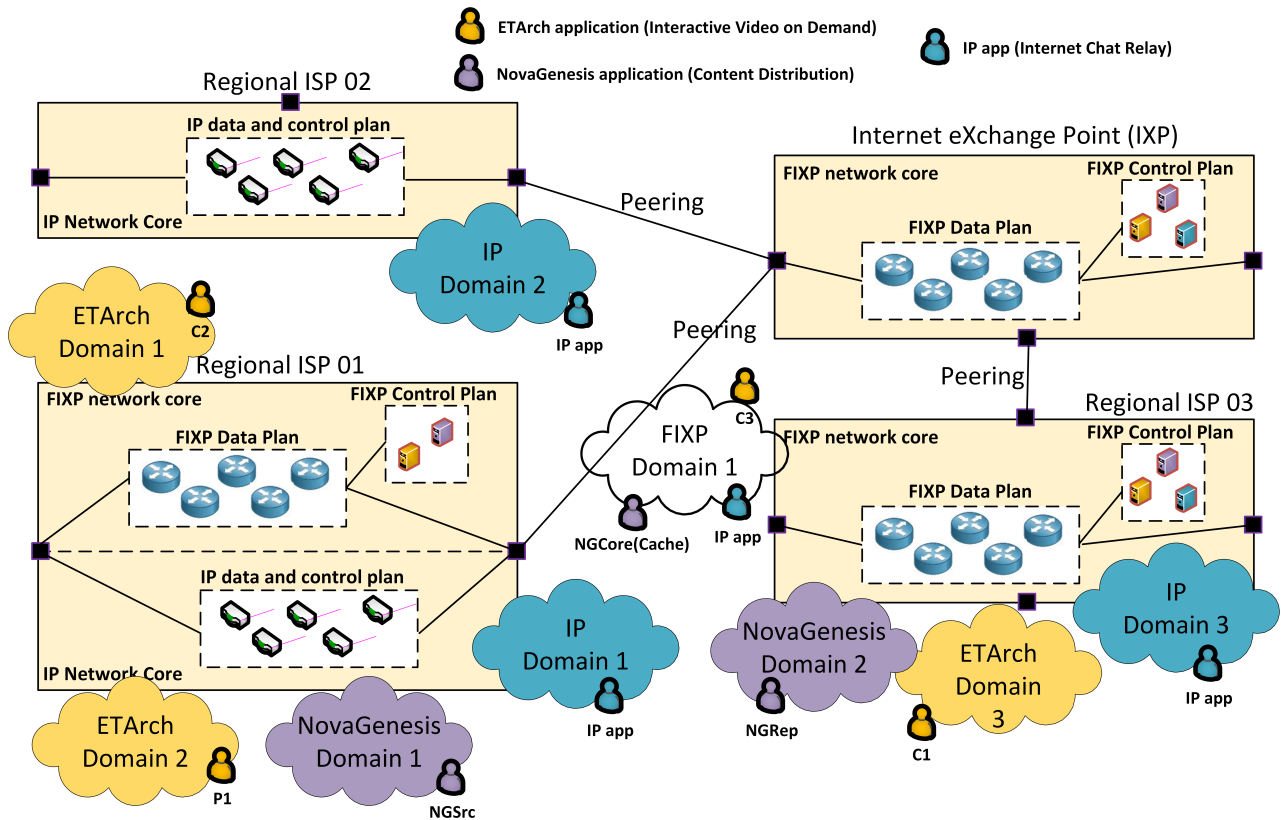 ETArch application (Interactive Video on Demand)
IP app (Internet Chat Relay)
NovaGenesis application (Content Distribution)
Regional ISP 02
IP data and control plan
IP Network Core
Peering
IP
Domain 2
IP app
Internet eXchange Point (IXP)
FIXP network core
FIXP Control Plan
FIXP Data Plan
ETArch
Domain 1
C2
Regional ISP 01
FIXP network core
FIXP Control Plan
FIXP Data Plan
IP data and control plan
IP Network Core
Peering
C3
FIXP
Domain 1
NGCore(Cache)
IP app
Peering
Regional ISP 03
FIXP network core
FIXP Control Plan
FIXP Data Plan
ETArch
Domain 2
P1
NovaGenesis
Domain 1
NGSrc
IP
Domain 1
IP app
NovaGenesis
Domain 2
NGRep
ETArch
Domain
3
C1
IP
Domain 3
IP app